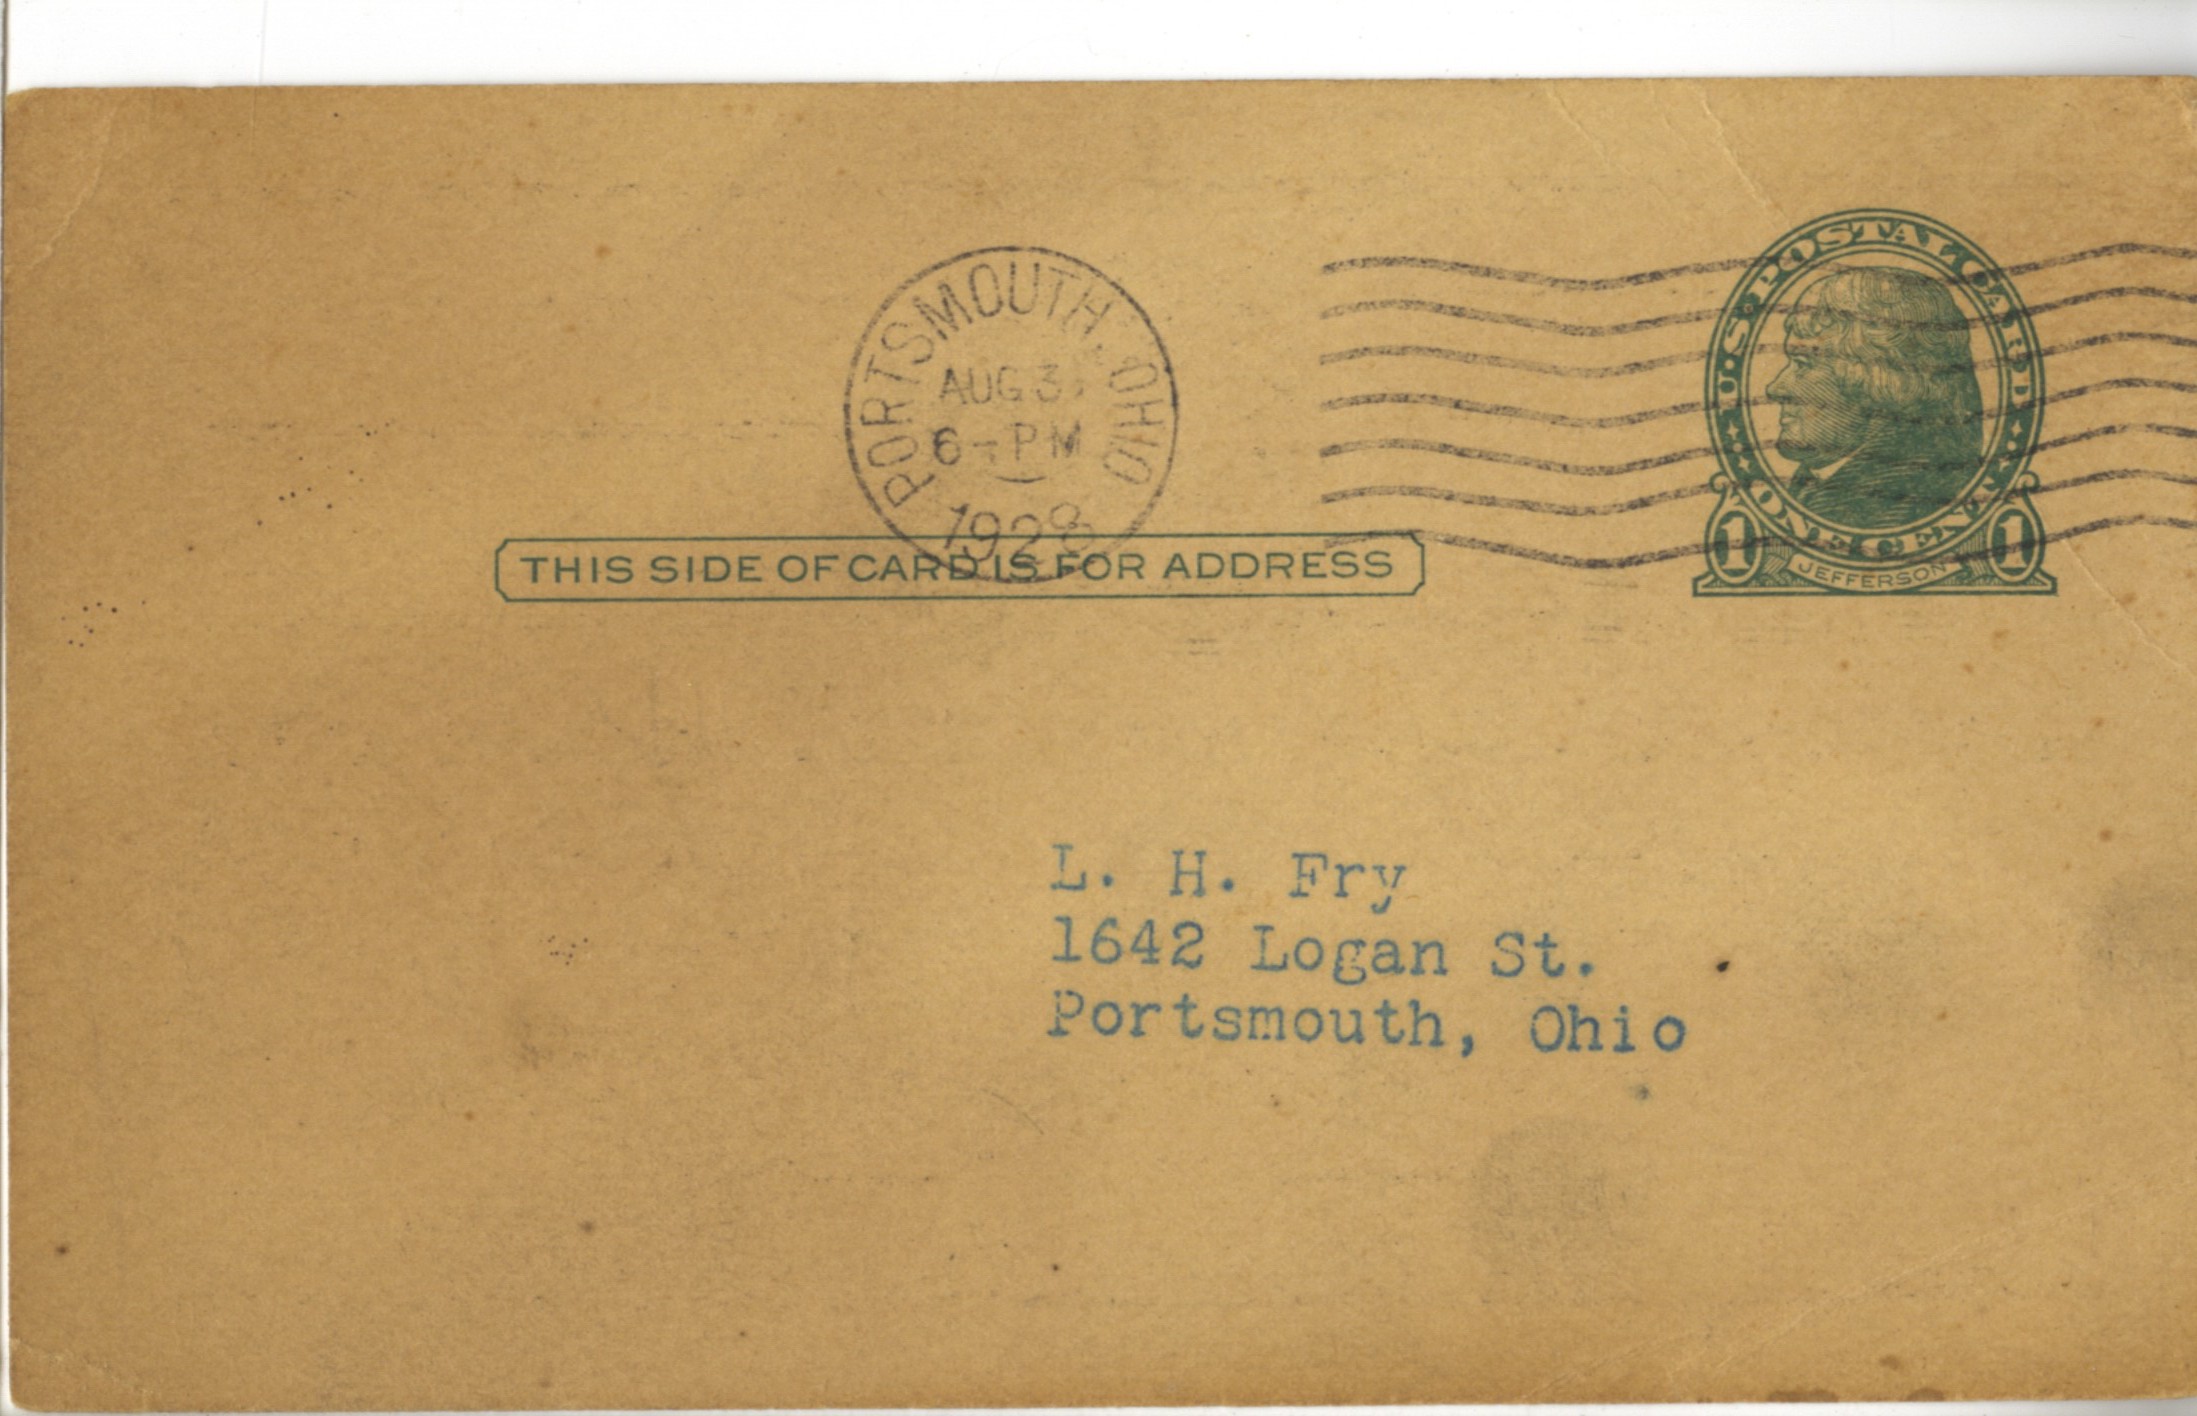 PORTSMOUTH, OHIO
AUG 3
6-PM
1928
U.S. POSTAL CARD
ONE CENT
1 1
JEFFERSON
THIS SIDE OF CARD IS FOR ADDRESS
L. H. Fry
1642 Logan St.
Portsmouth, Ohio